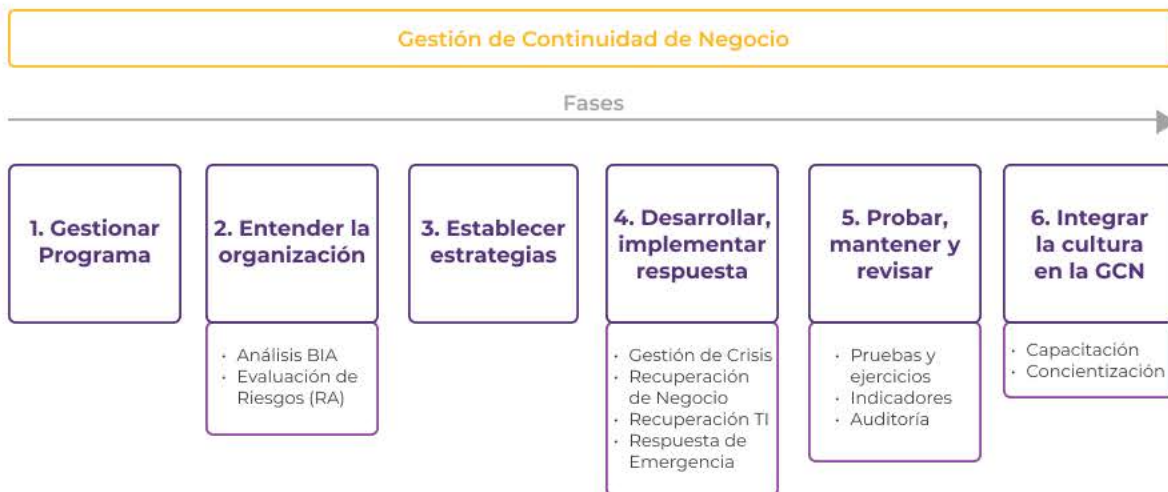 Gestión de Continuidad de Negocio
Fases
1. Gestionar
Programa
2. Entender la
organización
· Análisis BIA
· Evaluación de
Riesgos (RA)
3. Establecer
estrategias
4. Desarrollar,
implementar
respuesta
· Gestión de Crisis
· Recuperación
de Negocio
· Recuperación TI
· Respuesta de
Emergencia
5. Probar,
mantener y
revisar
· Pruebas y
ejercicios
· Indicadores
· Auditoría
6. Integrar
la cultura
en la GCN
· Capacitación
· Concientización